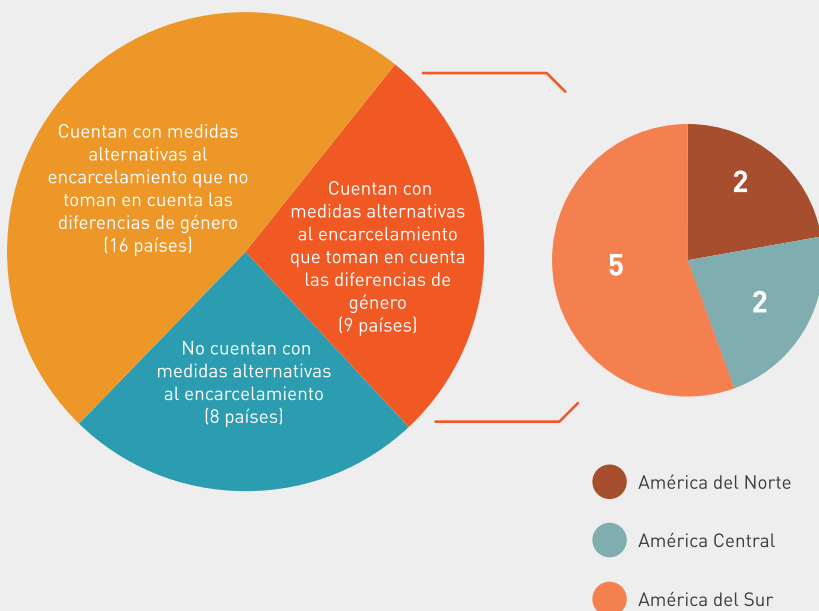 Cuentan con medidas
alternativas al
encarcelamiento que no
toman en cuenta las
diferencias de género
(16 países)
Cuentan con
medidas alternativas
al encarcelamiento
que toman en cuenta
las diferencias de
género
(9 países)
No cuentan con
medidas alternativas
al encarcelamiento
(8 países)
2
5
2
América del Norte
América Central
América del Sur